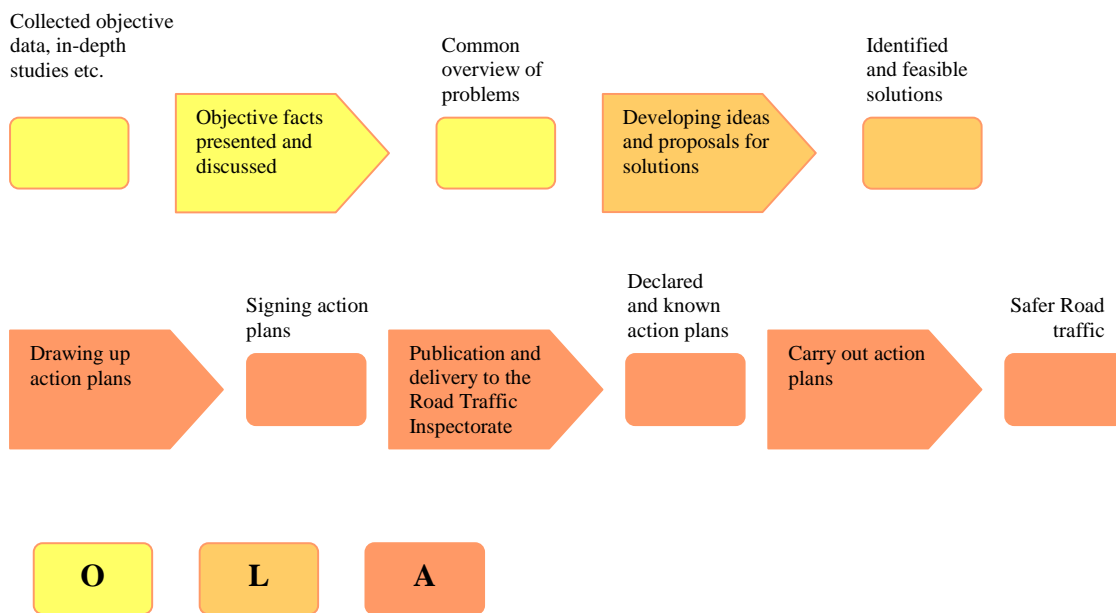 Collected objective
data, in-depth
studies etc.
Objective facts
presented and
discussed
Common
overview of
problems
Developing ideas
and proposals for
solutions
Identified
and feasible
solutions
Drawing up
action plans
Signing action
plans
Publication and
delivery to the
Road Traffic
Inspectorate
Declared
and known
action plans
Carry out action
plans
Safer Road
traffic
O
L
A